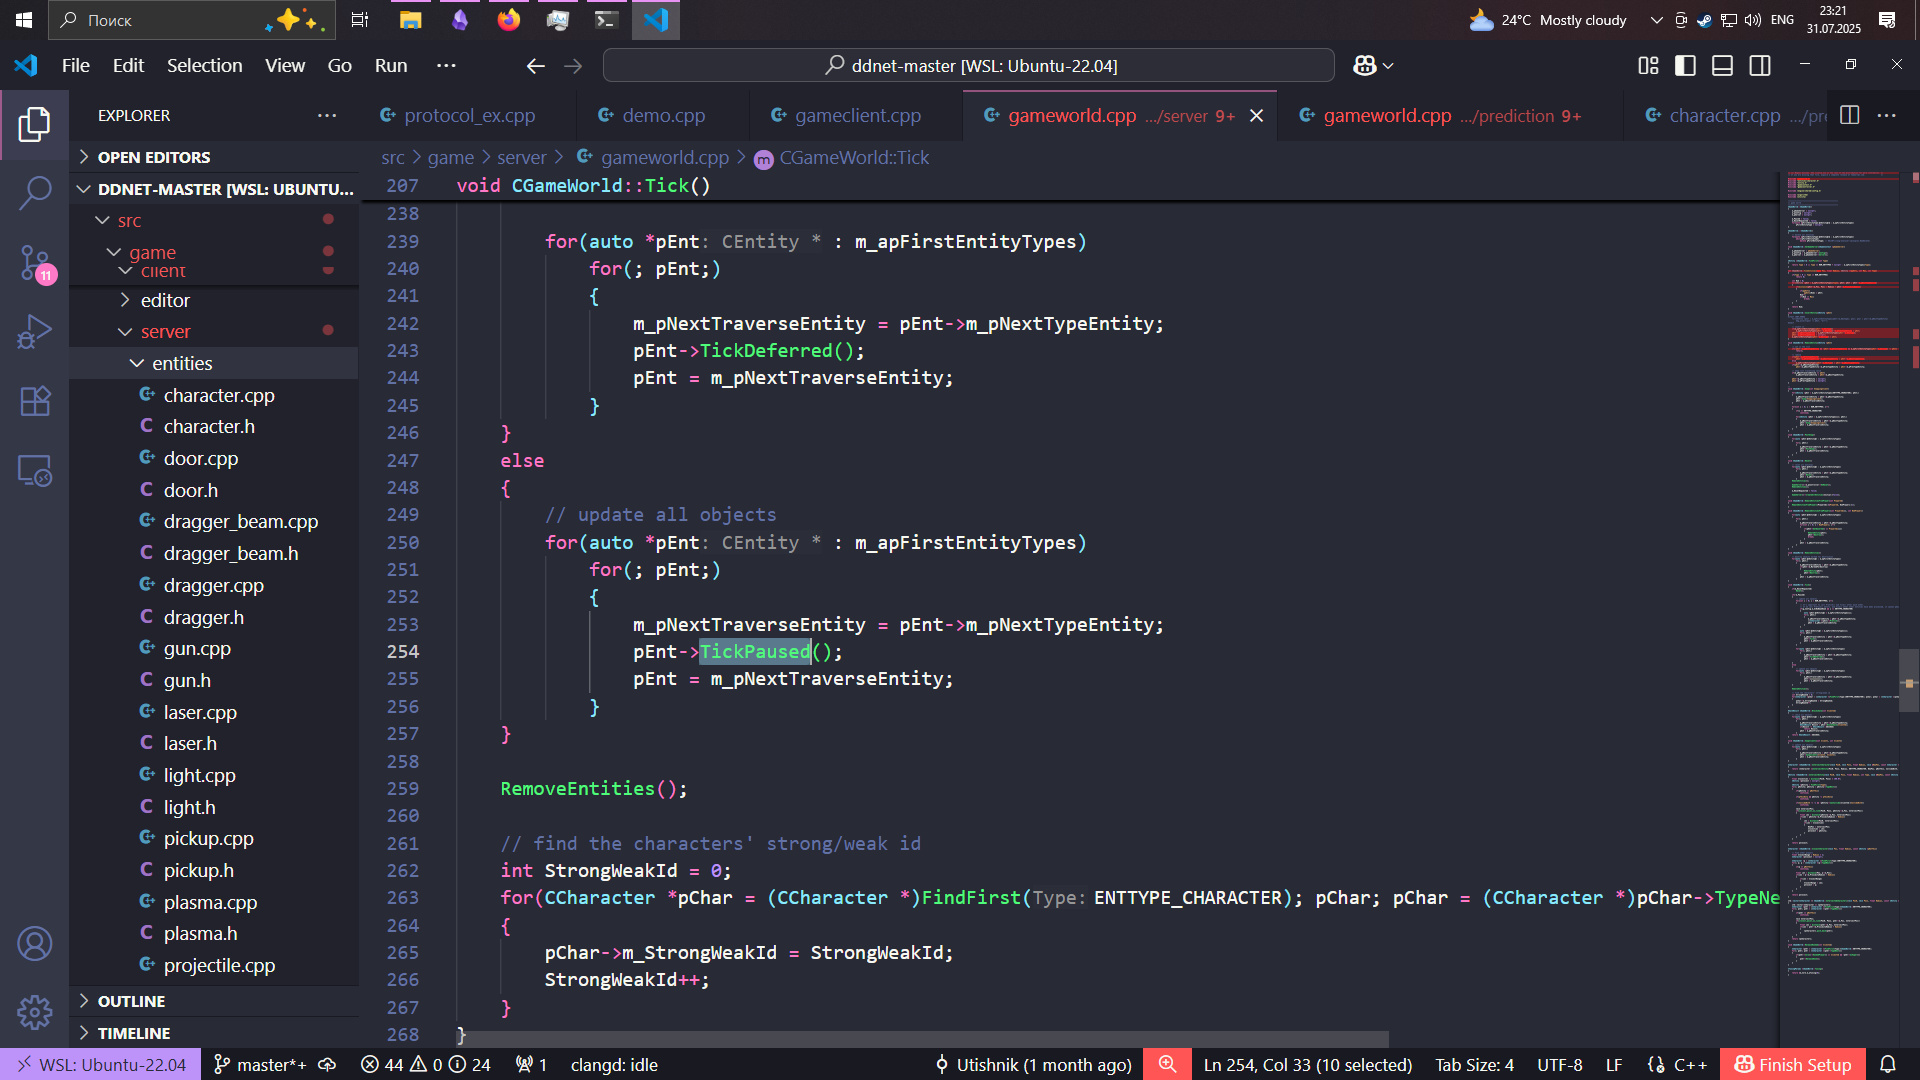 Поиск
24°C Mostly cloudy
ENG
23:21
31.07.2025
File Edit Selection View Go Run ···
ddnet-master [WSL: Ubuntu-22.04]
EXPLORER
protocol_ex.cpp
demo.cpp
gameclient.cpp
gameworld.cpp .../server 9+
gameworld.cpp .../prediction 9+
character.cpp .../pre
OPEN EDITORS
DDNET-MASTER [WSL: UBUNTU...
src
game
client
editor
server
entities
character.cpp
character.h
door.cpp
door.h
dragger_beam.cpp
dragger_beam.h
dragger.cpp
dragger.h
gun.cpp
gun.h
laser.cpp
laser.h
light.cpp
light.h
pickup.cpp
pickup.h
plasma.cpp
plasma.h
projectile.cpp
OUTLINE
TIMELINE
11
src > game > server > gameworld.cpp > CGameWorld::Tick
207 void CGameWorld::Tick()
238
239 for(auto *pEnt: CEntity * : m_apFirstEntityTypes)
240 for(; pEnt;)
241 {
242 m_pNextTraverseEntity = pEnt->m_pNextTypeEntity;
243 pEnt->TickDeferred();
244 pEnt = m_pNextTraverseEntity;
245 }
246 }
247 else
248 {
249 // update all objects
250 for(auto *pEnt: CEntity * : m_apFirstEntityTypes)
251 for(; pEnt;)
252 {
253 m_pNextTraverseEntity = pEnt->m_pNextTypeEntity;
254 pEnt->TickPaused();
255 pEnt = m_pNextTraverseEntity;
256 }
257 }
258
259 RemoveEntities();
260
261 // find the characters' strong/weak id
262 int StrongWeakId = 0;
263 for(CCharacter *pChar = (CCharacter *)FindFirst(Type: ENTTYPE_CHARACTER); pChar; pChar = (CCharacter *)pChar->TypeNe
264 {
265 pChar->m_StrongWeakId = StrongWeakId;
266 StrongWeakId++;
267 }
268 }
WSL: Ubuntu-22.04
master*+
44 0 24
1
clangd: idle
Utishnik (1 month ago)
Ln 254, Col 33 (10 selected)
Tab Size: 4
UTF-8
LF
C++
Finish Setup